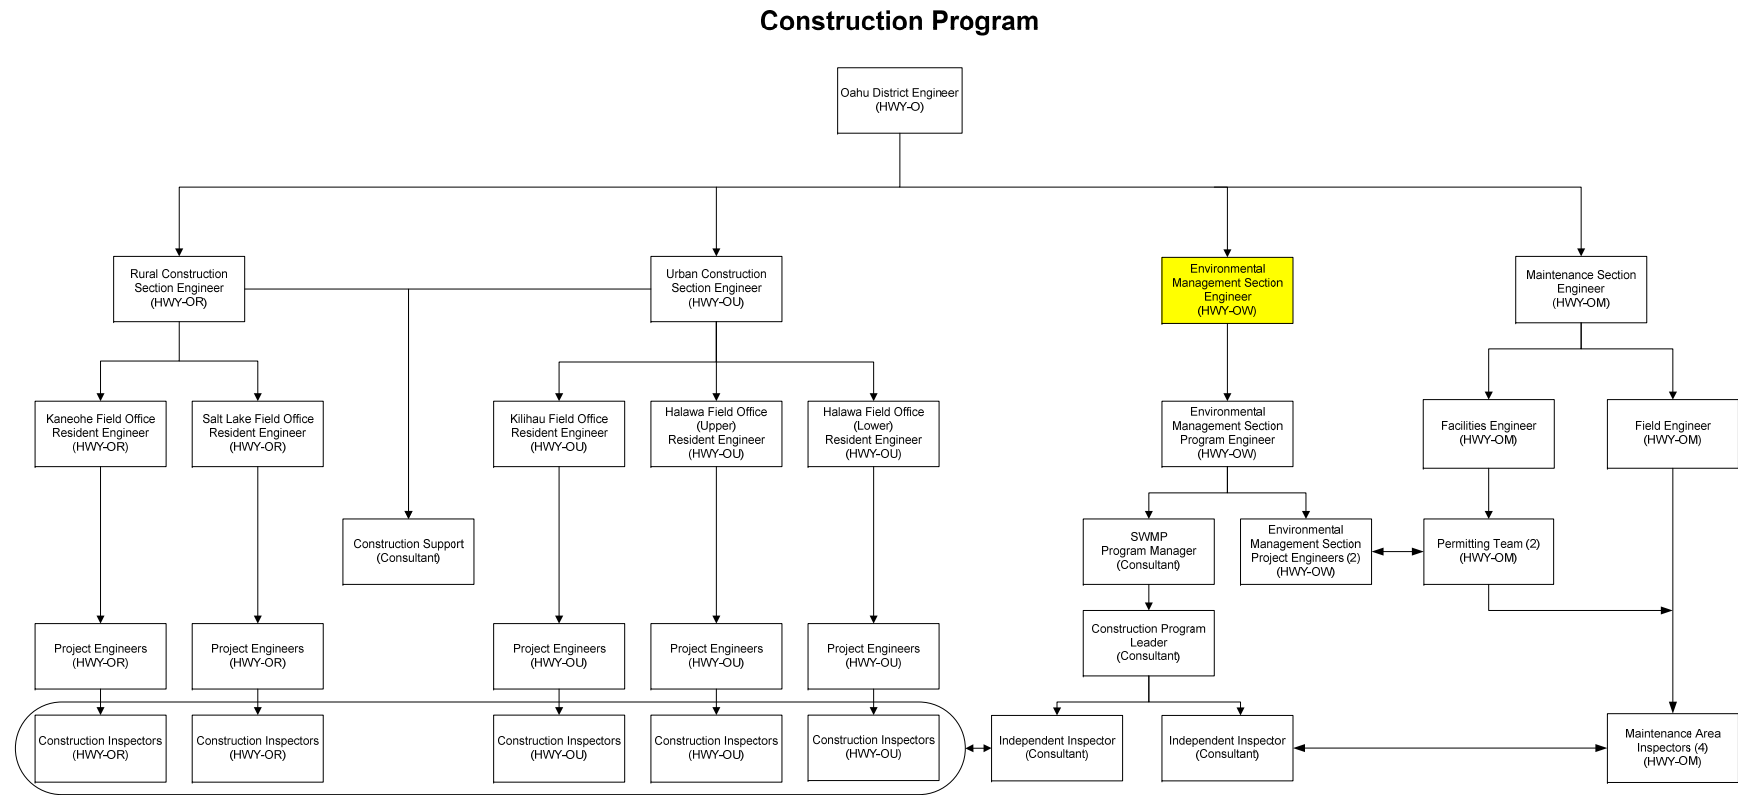 Construction Program
Oahu District Engineer
(HWY-O)
Rural Construction
Section Engineer
(HWY-OR)
Urban Construction
Section Engineer
(HWY-OU)
Environmental
Management Section
Engineer
(HWY-OW)
Maintenance Section
Engineer
(HWY-OM)
Kaneohe Field Office
Resident Engineer
(HWY-OR)
Salt Lake Field Office
Resident Engineer
(HWY-OR)
Kilihau Field Office
Resident Engineer
(HWY-OU)
Halawa Field Office
(Upper)
Resident Engineer
(HWY-OU)
Halawa Field Office
(Lower)
Resident Engineer
(HWY-OU)
Environmental
Management Section
Program Engineer
(HWY-OW)
Facilities Engineer
(HWY-OM)
Field Engineer
(HWY-OM)
Construction Support
(Consultant)
SWMP
Program Manager
(Consultant)
Environmental
Management Section
Project Engineers (2)
(HWY-OW)
Permitting Team (2)
(HWY-OM)
Project Engineers
(HWY-OR)
Project Engineers
(HWY-OR)
Project Engineers
(HWY-OU)
Project Engineers
(HWY-OU)
Project Engineers
(HWY-OU)
Construction Program
Leader
(Consultant)
Construction Inspectors
(HWY-OR)
Construction Inspectors
(HWY-OR)
Construction Inspectors
(HWY-OU)
Construction Inspectors
(HWY-OU)
Construction Inspectors
(HWY-OU)
Independent Inspector
(Consultant)
Independent Inspector
(Consultant)
Maintenance Area
Inspectors (4)
(HWY-OM)